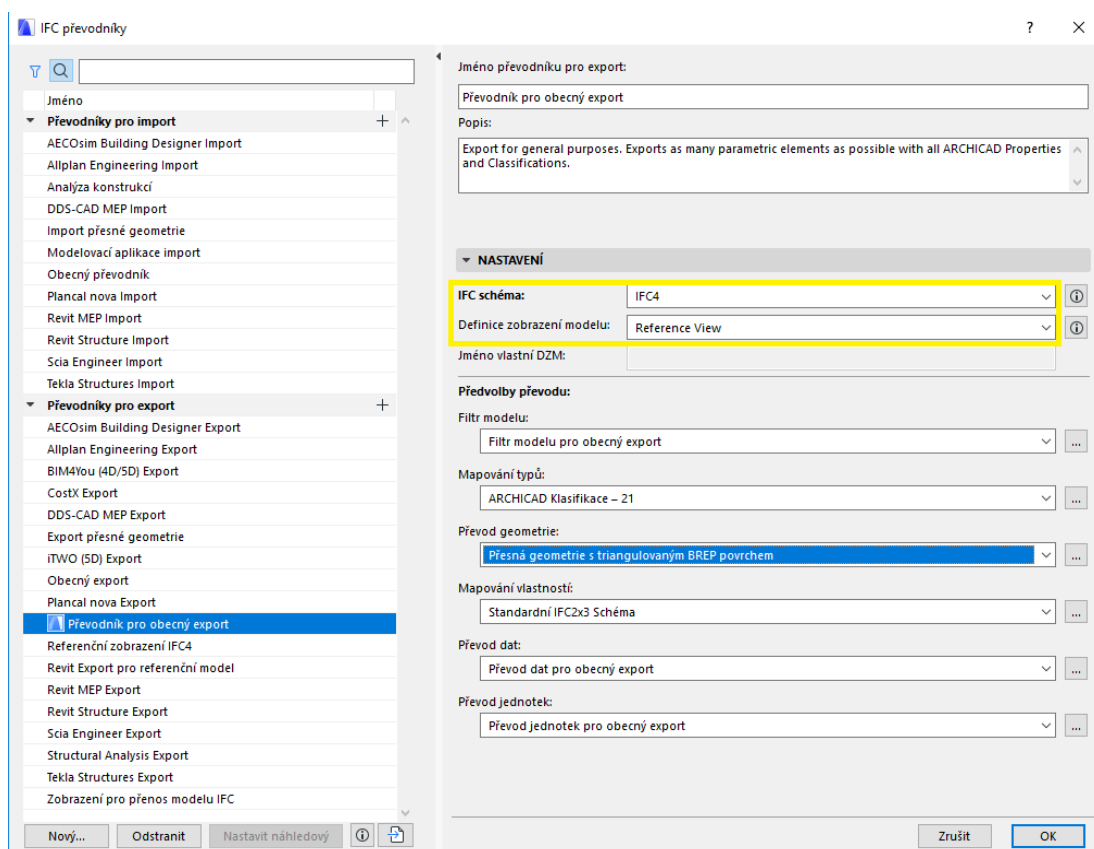 IFC převodníky
Jméno
Převodníky pro import
AECOsim Building Designer Import
Allplan Engineering Import
Analýza konstrukcí
DDS-CAD MEP Import
Import přesné geometrie
Modelovací aplikace import
Obecný převodník
Plancal nova Import
Revit MEP Import
Revit Structure Import
Scia Engineer Import
Tekla Structures Import
Převodníky pro export
AECOsim Building Designer Export
Allplan Engineering Export
BIM4You (4D/5D) Export
CostX Export
DDS-CAD MEP Export
Export přesné geometrie
iTWO (5D) Export
Obecný export
Plancal nova Export
Převodník pro obecný export
Referenční zobrazení IFC4
Revit Export pro referenční model
Revit MEP Export
Revit Structure Export
Scia Engineer Export
Structural Analysis Export
Tekla Structures Export
Zobrazení pro přenos modelu IFC
Nový...
Odstranit
Nastavit náhledový
Jméno převodníku pro export:
Převodník pro obecný export
Popis:
Export for general purposes. Exports as many parametric elements as possible with all ARCHICAD Properties
and Classifications.
NASTAVENÍ
IFC schéma:
IFC4
Definice zobrazení modelu:
Reference View
Jméno vlastní DZM:
Předvolby převodu:
Filtr modelu:
Filtr modelu pro obecný export
...
Mapování typů:
ARCHICAD Klasifikace – 21
...
Převod geometrie:
Přesná geometrie s triangulovaným BREP povrchem
...
Mapování vlastností:
Standardní IFC2x3 Schéma
...
Převod dat:
Převod dat pro obecný export
...
Převod jednotek:
Převod jednotek pro obecný export
...
Zrušit
OK